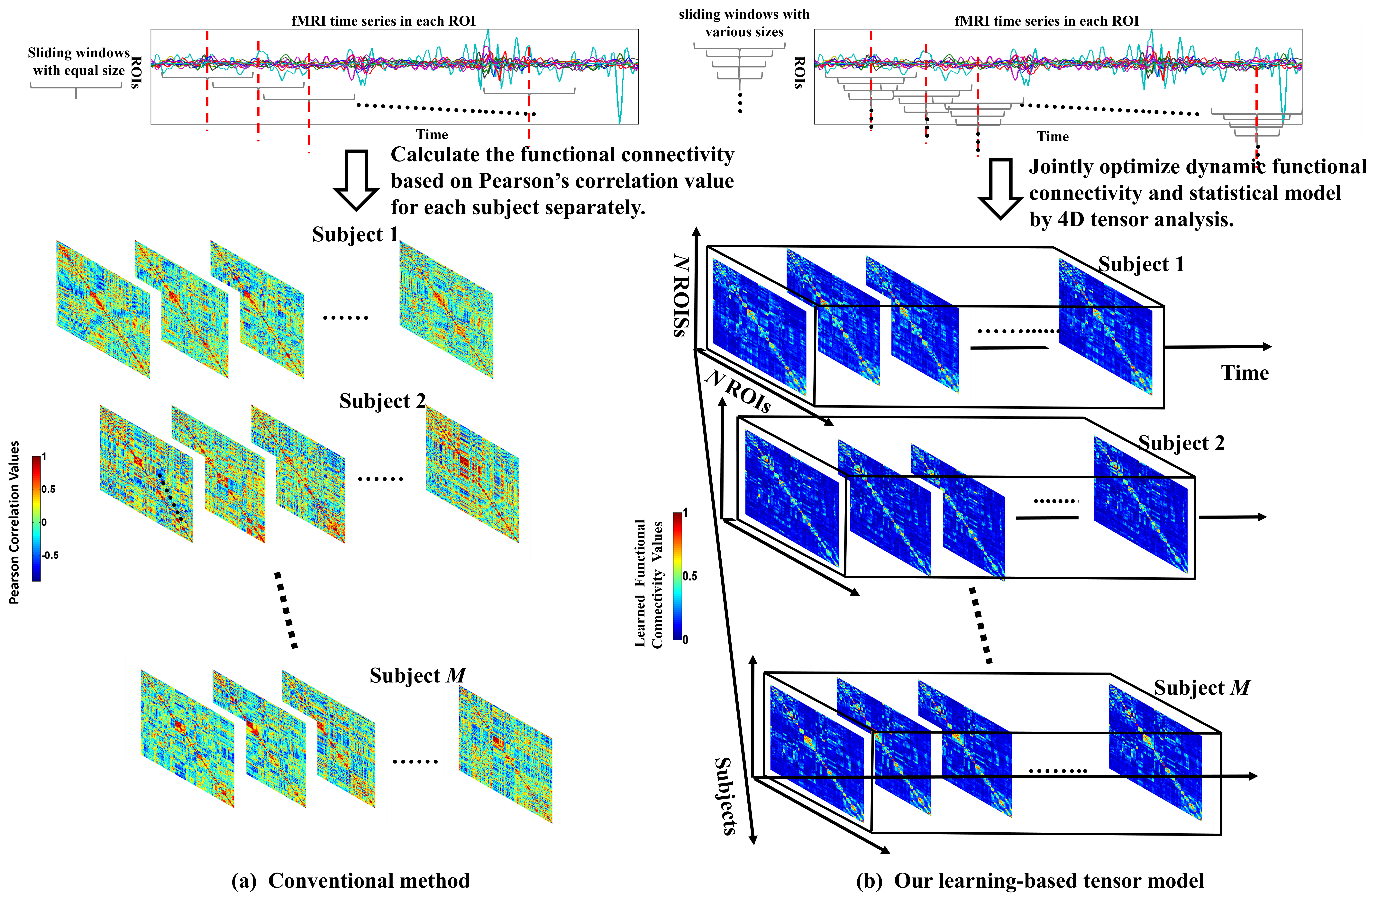 fMRI time series in each ROI
Sliding windows
with equal size
ROIs
Time
Calculate the functional connectivity
based on Pearson's correlation value
for each subject separately.
Subject 1
Subject 2
Pearson Correlation Values
1
0.5
0
-0.5
Subject M
(a) Conventional method
sliding windows with
various sizes
fMRI time series in each ROI
ROIs
Time
Jointly optimize dynamic functional
connectivity and statistical model
by 4D tensor analysis.
N ROISs
Subject 1
Time
N ROIs
Subject 2
Learned Functional
Connectivity Values
1
0.5
0
Subject M
Subjects
(b) Our learning-based tensor model